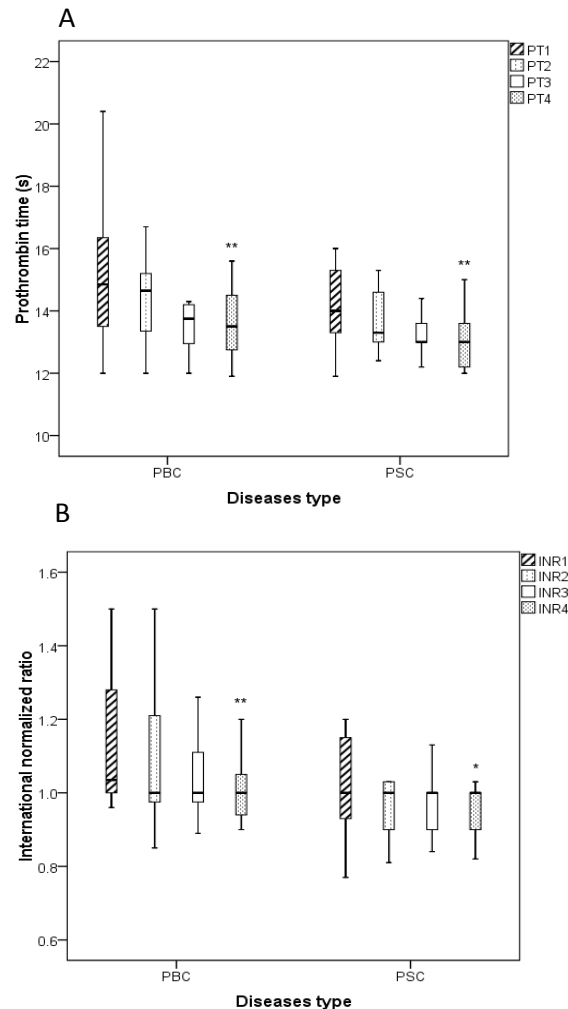 A
PT1
PT2
PT3
PT4
22
20
18
16
14
12
10
Prothrombin time (s)
**
**
PBC PSC
Diseases type
B
INR1
INR2
INR3
INR4
1.6
1.4
1.2
1.0
0.8
0.6
International normalized ratio
**
*
PBC PSC
Diseases type